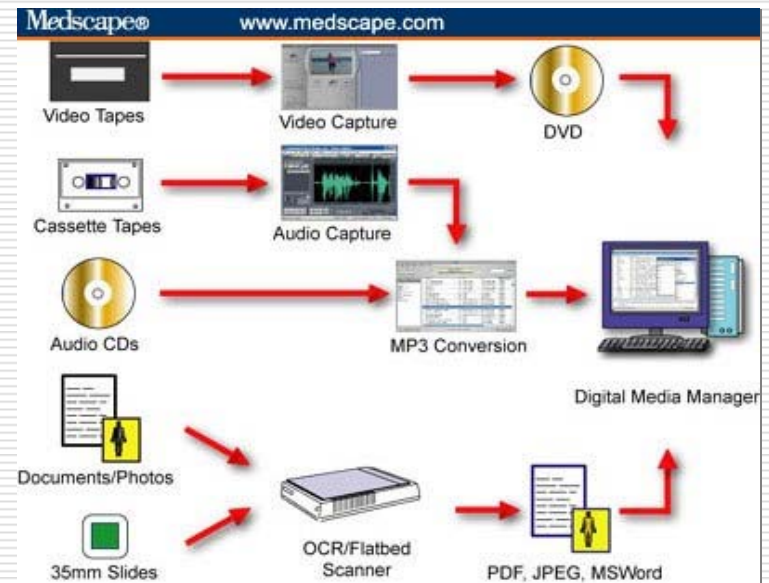 Medscape® www.medscape.com
Video Tapes
Video Capture
DVD
Cassette Tapes
Audio Capture
Audio CDs
MP3 Conversion
Digital Media Manager
Documents/Photos
35mm Slides
OCR/Flatbed
Scanner
PDF, JPEG, MSWord